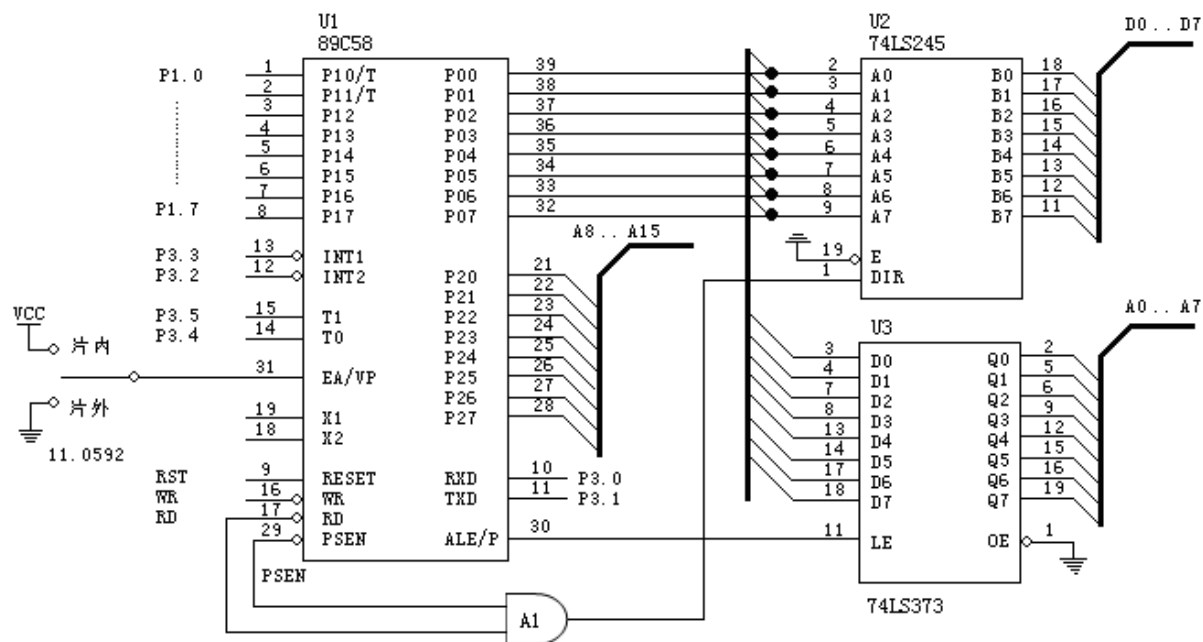 U1
89C58
1 P10/T
2 P11/T
3 P12
4 P13
5 P14
6 P15
7 P16
8 P17
P1.0
P1.7
P3.3 13 INT1
P3.2 12 INT2
P3.5 15 T1
P3.4 14 T0
31 EA/VP
19 X1
18 X2
RST 9 RESET
WR 16 WR
RD 17 RD
29 PSEN
PSEN
VCC
片内
片外
11.0592
P00 39
P01 38
P02 37
P03 36
P04 35
P05 34
P06 33
P07 32
A8..A15
P20 21
P21 22
P22 23
P23 24
P24 25
P25 26
P26 27
P27 28
RXD 10 P3.0
TXD 11 P3.1
ALE/P 30
A1
U2
74LS245
D0..D7
2 A0 B0 18
3 A1 B1 17
4 A2 B2 16
5 A3 B3 15
6 A4 B4 14
7 A5 B5 13
8 A6 B6 12
9 A7 B7 11
19 E
1 DIR
U3
A0..A7
3 D0 Q0 2
4 D1 Q1 5
7 D2 Q2 6
8 D3 Q3 9
13 D4 Q4 12
14 D5 Q5 15
17 D6 Q6 16
18 D7 Q7 19
11 LE OE 1
74LS373